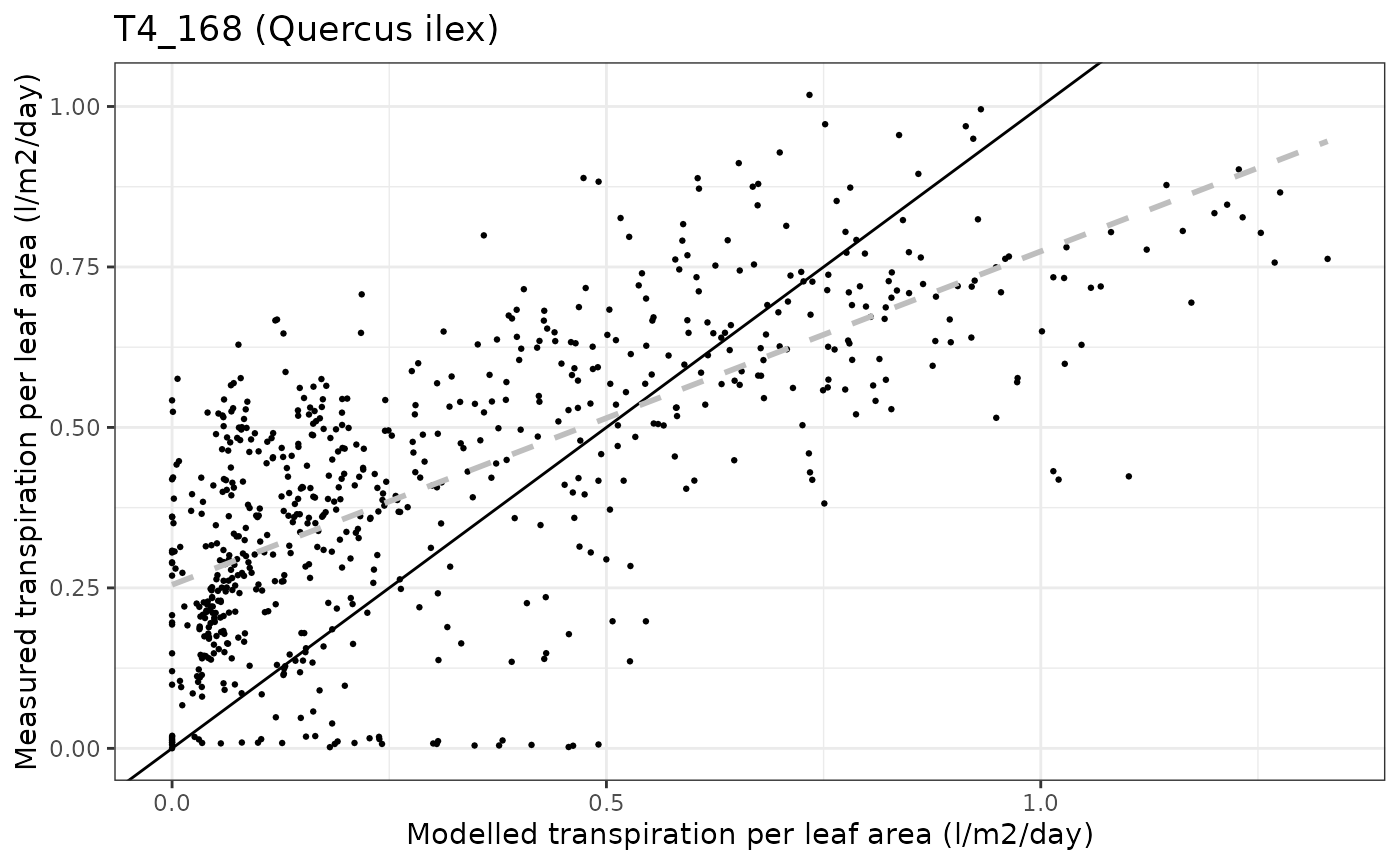 T4_168 (Quercus ilex)
Measured transpiration per leaf area (l/m2/day)
1.00
0.75
0.50
0.25
0.00
0.0 0.5 1.0
Modelled transpiration per leaf area (l/m2/day)